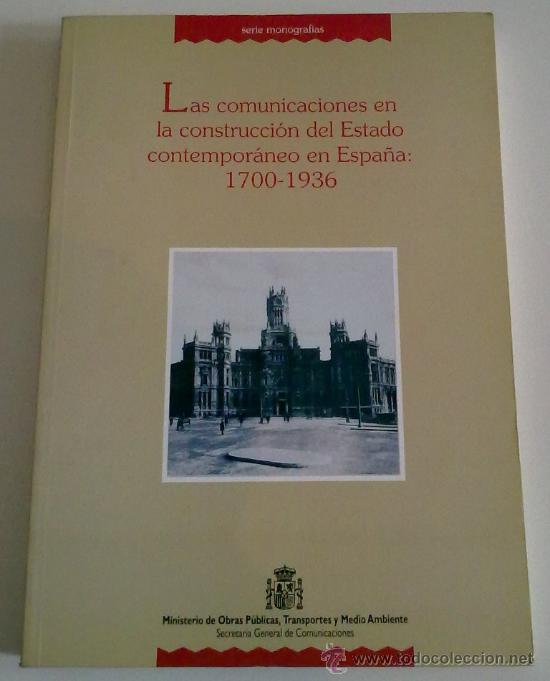 serie monografías
Las comunicaciones en
la construcción del Estado
contemporáneo en España:
1700-1936
Ministerio de Obras Públicas, Transportes y Medio Ambiente
Secretaría General de Comunicaciones
www.todocoleccion.net